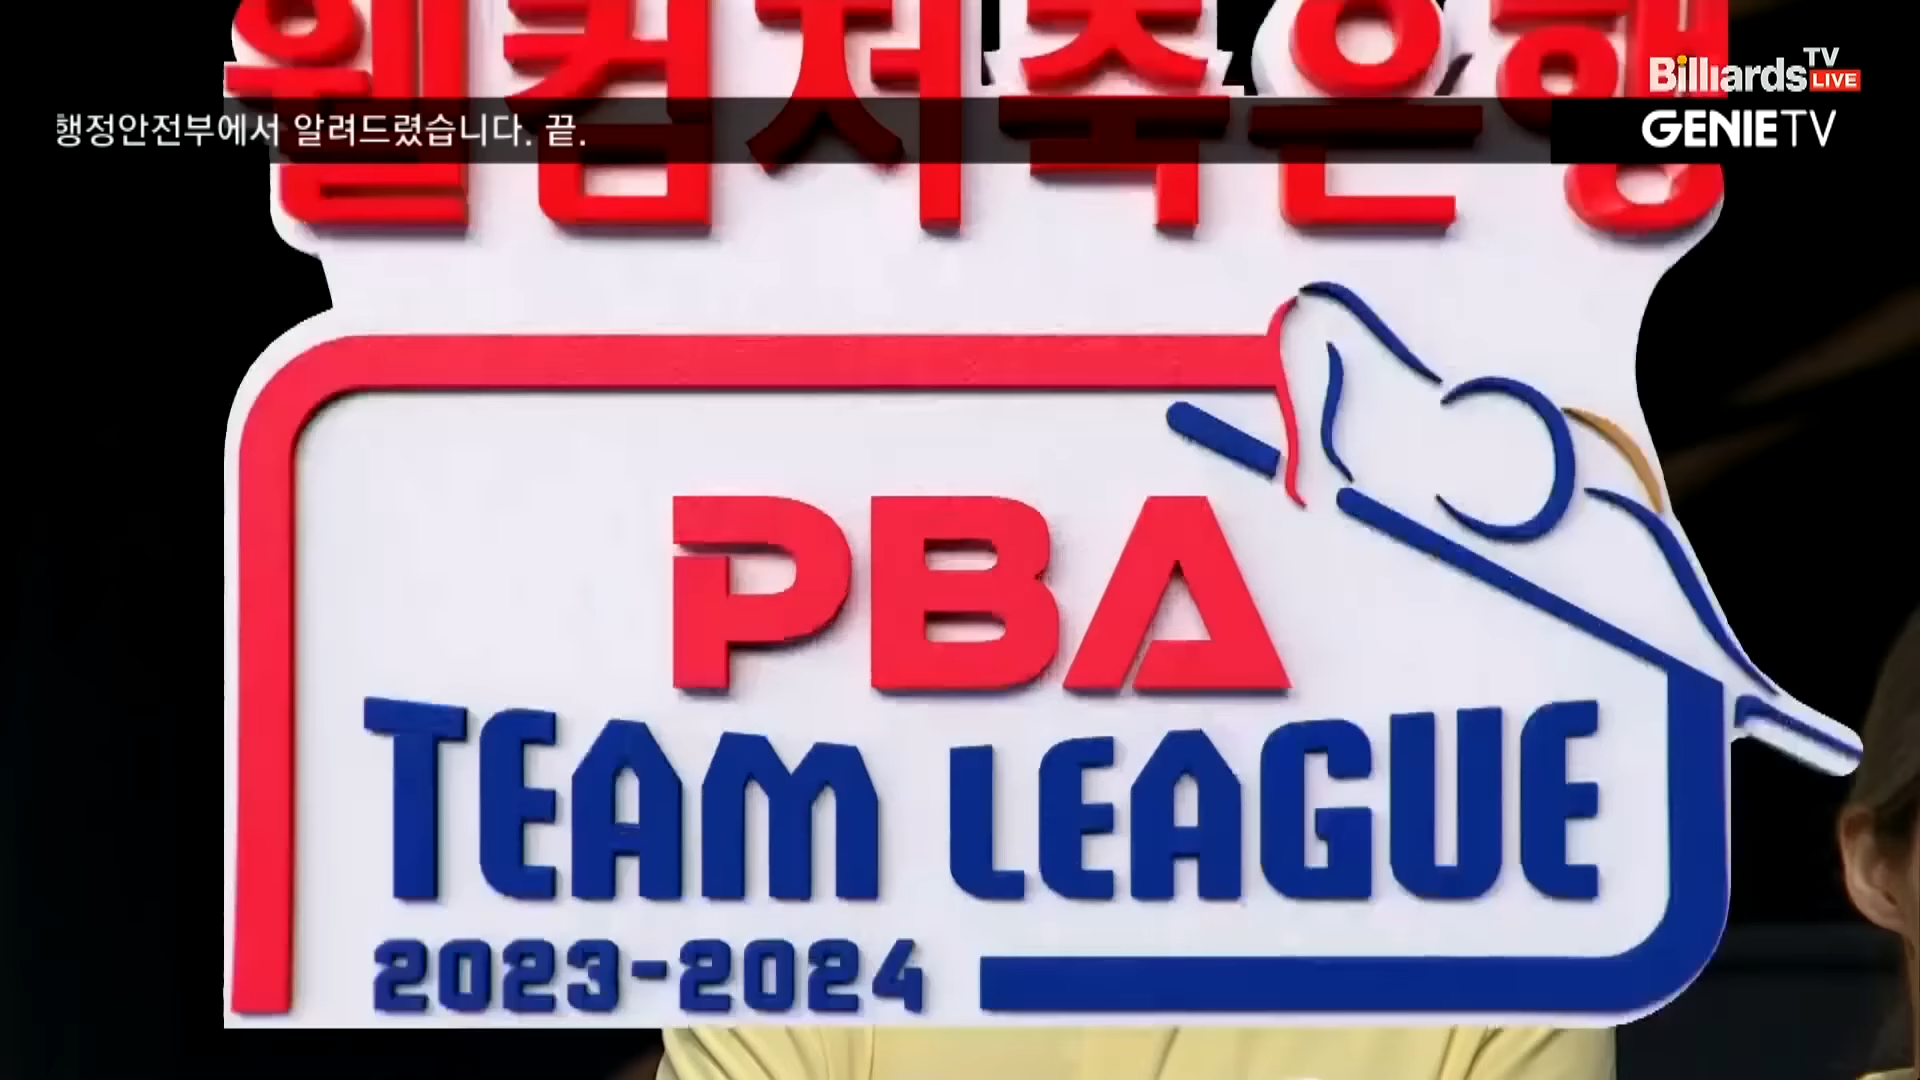 웰컴저축은행
Billiards TV LIVE
행정안전부에서 알려드렸습니다. 끝.
GENIE TV
PBA
TEAM LEAGUE
2023-2024